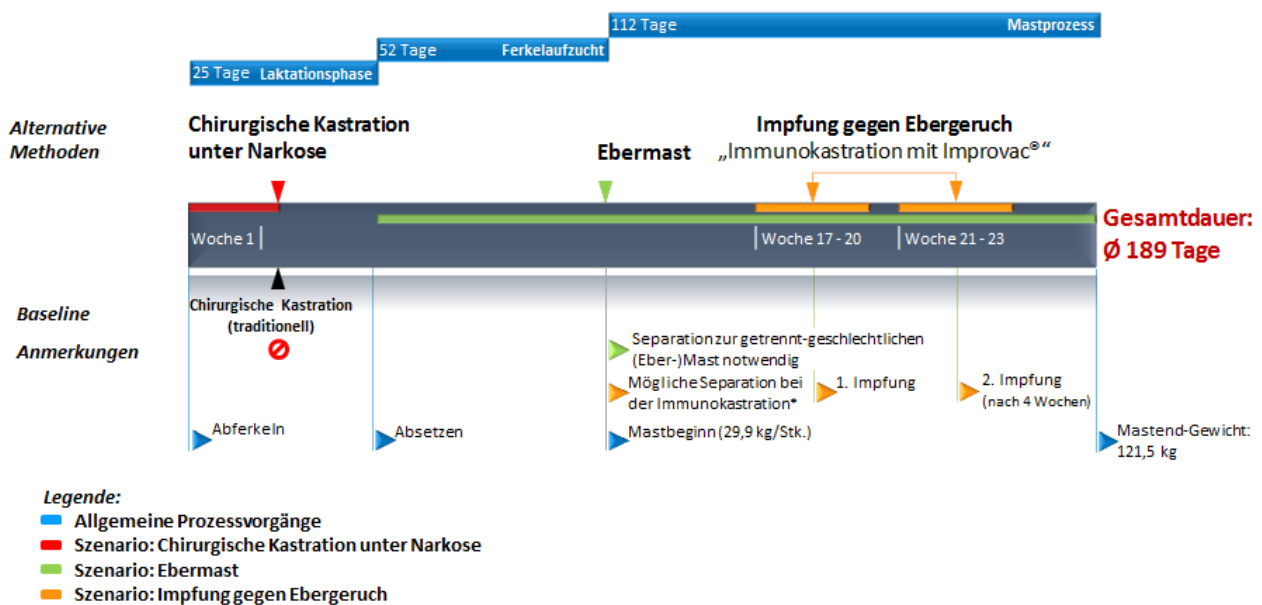 112 Tage Mastprozess
52 Tage Ferkelaufzucht
25 Tage Laktationsphase
Alternative
Methoden
Chirurgische Kastration
unter Narkose
Ebermast
Impfung gegen Ebergeruch
„Immunokastration mit Improvac®“
Woche 1
Woche 17 - 20
Woche 21 - 23
Gesamtdauer:
Ø 189 Tage
Baseline
Chirurgische Kastration
(traditionell)
Anmerkungen
Separation zur getrennt-geschlechtlichen
(Eber-)Mast notwendig
Mögliche Separation bei
der Immunokastration*
1. Impfung
2. Impfung
(nach 4 Wochen)
Abferkeln
Absetzen
Mastbeginn (29,9 kg/Stk.)
Mastend-Gewicht:
121,5 kg
Legende:
Allgemeine Prozessvorgänge
Szenario: Chirurgische Kastration unter Narkose
Szenario: Ebermast
Szenario: Impfung gegen Ebergeruch